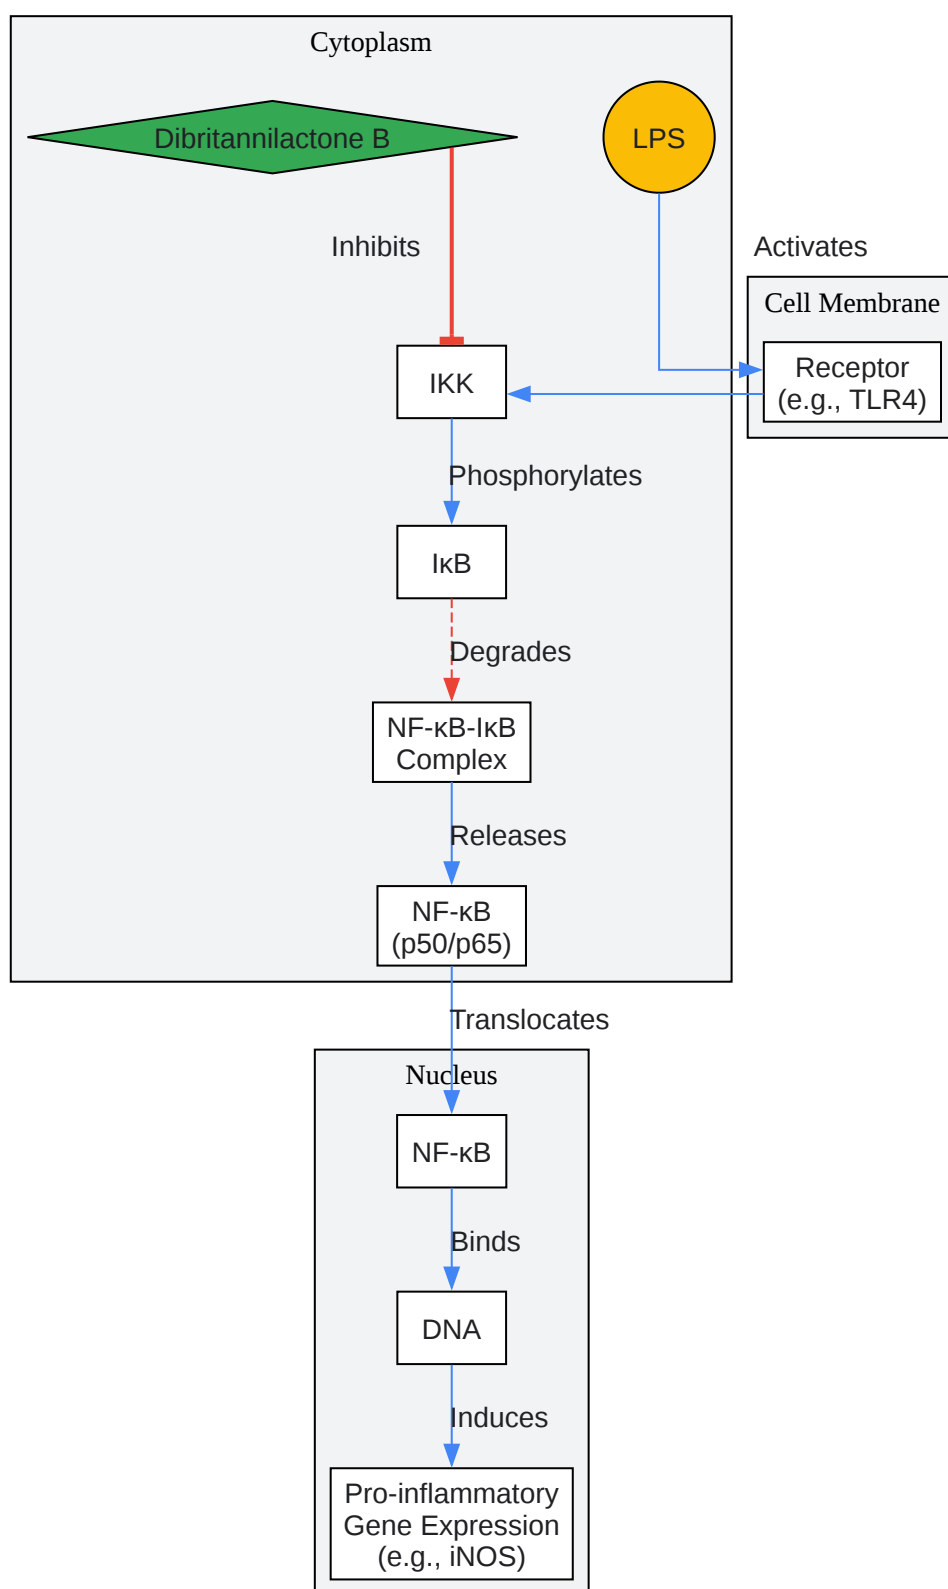 Cytoplasm
Dibritannilactone B
LPS
Inhibits
Activates
Cell Membrane
Receptor
(e.g., TLR4)
IKK
Phosphorylates
IκB
Degrades
NF-κB-IκB
Complex
Releases
NF-κB
(p50/p65)
Translocates
Nucleus
NF-κB
Binds
DNA
Induces
Pro-inflammatory
Gene Expression
(e.g., iNOS)